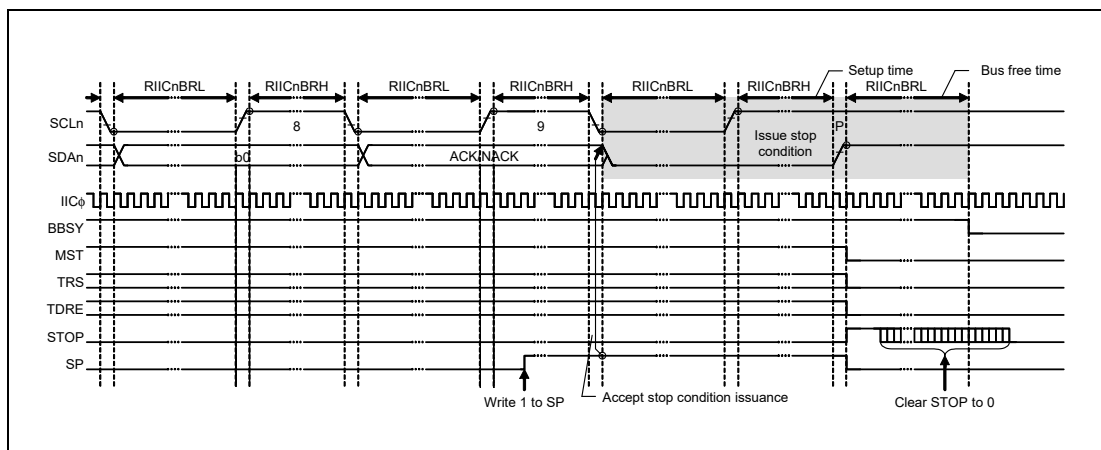 Setup time Bus free time
RIICnBRL RIICnBRH RIICnBRL RIICnBRH RIICnBRL RIICnBRH RIICnBRL
SCLn 8 9 P
Issue stop
condition
SDAn b0 ACK/NACK
IICϕ
BBSY
MST
TRS
TDRE
STOP
SP
Write 1 to SP Accept stop condition issuance Clear STOP to 0